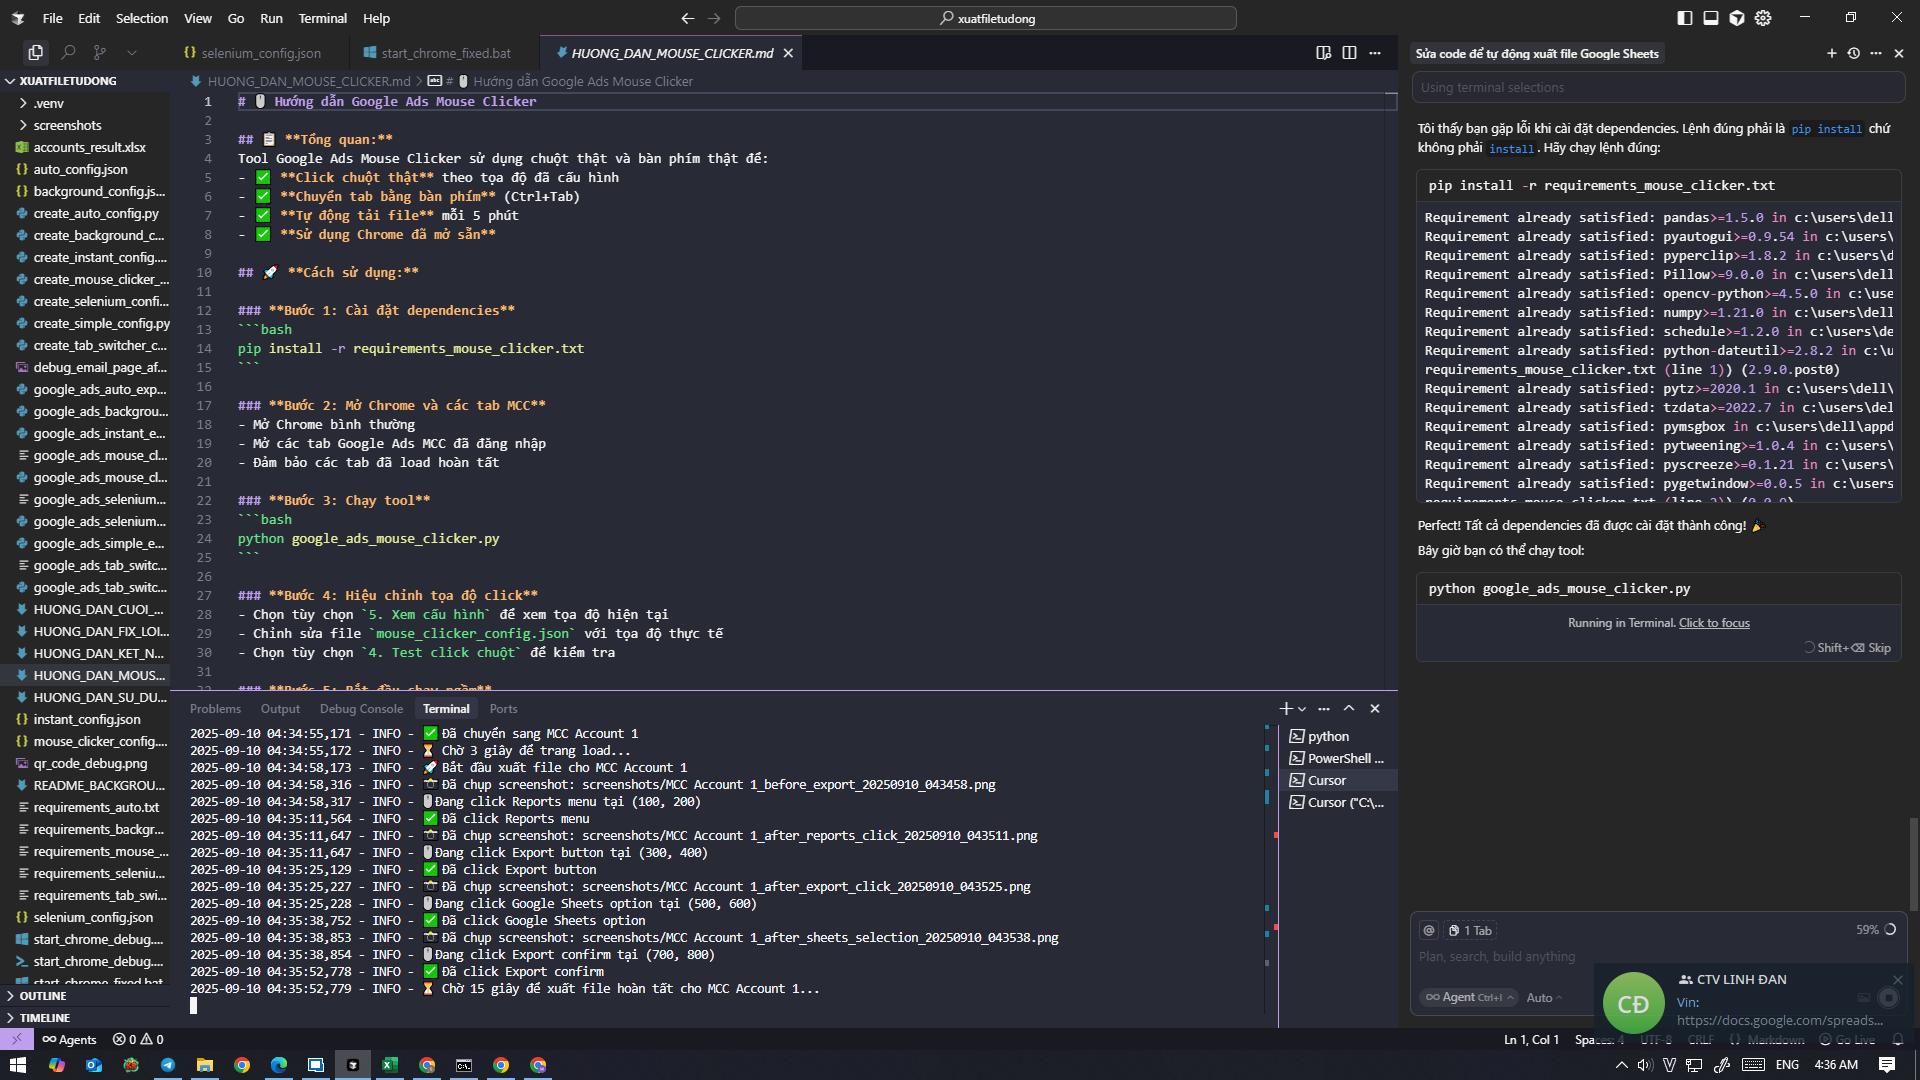 File Edit Selection View Go Run Terminal Help
xuatfiletudong
selenium_config.json
start_chrome_fixed.bat
HUONG_DAN_MOUSE_CLICKER.md
XUATFILETUDONG
.venv
screenshots
accounts_result.xlsx
auto_config.json
background_config.js...
create_auto_config.py
create_background_c...
create_instant_config....
create_mouse_clicker_...
create_selenium_confi...
create_simple_config.py
create_tab_switcher_c...
debug_email_page_af...
google_ads_auto_exp...
google_ads_backgrou...
google_ads_instant_e...
google_ads_mouse_cl...
google_ads_mouse_cl...
google_ads_selenium...
google_ads_selenium...
google_ads_simple_e...
google_ads_tab_switc...
google_ads_tab_switc...
HUONG_DAN_CUOI_...
HUONG_DAN_FIX_LOI...
HUONG_DAN_KET_N...
HUONG_DAN_MOUS...
HUONG_DAN_SU_DU...
instant_config.json
mouse_clicker_config....
qr_code_debug.png
README_BACKGROU...
requirements_auto.txt
requirements_backgr...
requirements_mouse_...
requirements_seleniu...
requirements_tab_swi...
selenium_config.json
start_chrome_debug....
start_chrome_debug....
start_chrome_fixed.bat
OUTLINE
TIMELINE
HUONG_DAN_MOUSE_CLICKER.md > # 🖱️ Hướng dẫn Google Ads Mouse Clicker
1 # 🖱️ Hướng dẫn Google Ads Mouse Clicker
2
3 ## 📋 **Tổng quan:**
4 Tool Google Ads Mouse Clicker sử dụng chuột thật và bàn phím thật để:
5 - ✅ **Click chuột thật** theo tọa độ đã cấu hình
6 - ✅ **Chuyển tab bằng bàn phím** (Ctrl+Tab)
7 - ✅ **Tự động tải file** mỗi 5 phút
8 - ✅ **Sử dụng Chrome đã mở sẵn**
9
10 ## 🚀 **Cách sử dụng:**
11
12 ### **Bước 1: Cài đặt dependencies**
13 ```bash
14 pip install -r requirements_mouse_clicker.txt
15 ```
16
17 ### **Bước 2: Mở Chrome và các tab MCC**
18 - Mở Chrome bình thường
19 - Mở các tab Google Ads MCC đã đăng nhập
20 - Đảm bảo các tab đã load hoàn tất
21
22 ### **Bước 3: Chạy tool**
23 ```bash
24 python google_ads_mouse_clicker.py
25 ```
26
27 ### **Bước 4: Hiệu chỉnh tọa độ click**
28 - Chọn tùy chọn `5. Xem cấu hình` để xem tọa độ hiện tại
29 - Chỉnh sửa file `mouse_clicker_config.json` với tọa độ thực tế
30 - Chọn tùy chọn `4. Test click chuột` để kiểm tra
31
32 ### **Bước 5: Bắt đầu chạy ngầm**
Problems Output Debug Console Terminal Ports
2025-09-10 04:34:55,171 - INFO - ✅ Đã chuyển sang MCC Account 1
2025-09-10 04:34:55,172 - INFO - ⏳ Chờ 3 giây để trang load...
2025-09-10 04:34:58,173 - INFO - 🚀 Bắt đầu xuất file cho MCC Account 1
2025-09-10 04:34:58,316 - INFO - 📸 Đã chụp screenshot: screenshots/MCC Account 1_before_export_20250910_043458.png
2025-09-10 04:34:58,317 - INFO - 🖱️ Đang click Reports menu tại (100, 200)
2025-09-10 04:35:11,564 - INFO - ✅ Đã click Reports menu
2025-09-10 04:35:11,647 - INFO - 📸 Đã chụp screenshot: screenshots/MCC Account 1_after_reports_click_20250910_043511.png
2025-09-10 04:35:11,647 - INFO - 🖱️ Đang click Export button tại (300, 400)
2025-09-10 04:35:25,129 - INFO - ✅ Đã click Export button
2025-09-10 04:35:25,227 - INFO - 📸 Đã chụp screenshot: screenshots/MCC Account 1_after_export_click_20250910_043525.png
2025-09-10 04:35:25,228 - INFO - 🖱️ Đang click Google Sheets option tại (500, 600)
2025-09-10 04:35:38,752 - INFO - ✅ Đã click Google Sheets option
2025-09-10 04:35:38,853 - INFO - 📸 Đã chụp screenshot: screenshots/MCC Account 1_after_sheets_selection_20250910_043538.png
2025-09-10 04:35:38,854 - INFO - 🖱️ Đang click Export confirm tại (700, 800)
2025-09-10 04:35:52,778 - INFO - ✅ Đã click Export confirm
2025-09-10 04:35:52,779 - INFO - ⏳ Chờ 15 giây để xuất file hoàn tất cho MCC Account 1...
python
PowerShell ...
Cursor
Cursor ("C:\...
Sửa code để tự động xuất file Google Sheets
Using terminal selections
Tôi thấy bạn gặp lỗi khi cài đặt dependencies. Lệnh đúng phải là pip install chứ
không phải install. Hãy chạy lệnh đúng:
pip install -r requirements_mouse_clicker.txt
Requirement already satisfied: pandas>=1.5.0 in c:\users\dell
Requirement already satisfied: pyautogui>=0.9.54 in c:\users\
Requirement already satisfied: pyperclip>=1.8.2 in c:\users\d
Requirement already satisfied: Pillow>=9.0.0 in c:\users\dell
Requirement already satisfied: opencv-python>=4.5.0 in c:\use
Requirement already satisfied: numpy>=1.21.0 in c:\users\dell
Requirement already satisfied: schedule>=1.2.0 in c:\users\de
Requirement already satisfied: python-dateutil>=2.8.2 in c:\u
requirements_mouse_clicker.txt (line 1)) (2.9.0.post0)
Requirement already satisfied: pytz>=2020.1 in c:\users\dell\
Requirement already satisfied: tzdata>=2022.7 in c:\users\del
Requirement already satisfied: pymsgbox in c:\users\dell\appd
Requirement already satisfied: pytweening>=1.0.4 in c:\users\
Requirement already satisfied: pyscreeze>=0.1.21 in c:\users\
Requirement already satisfied: pygetwindow>=0.0.5 in c:\users
requirements_mouse_clicker.txt (line 2)) (0.0.9)
Perfect! Tất cả dependencies đã được cài đặt thành công! 🎉
Bây giờ bạn có thể chạy tool:
python google_ads_mouse_clicker.py
Running in Terminal. Click to focus
Shift+⌫ Skip
@ 1 Tab 59%
Plan, search, build anything
Agent Ctrl+I Auto
CĐ
CTV LINH ĐAN
Vin:
https://docs.google.com/spreads...
Agents 0 0
Ln 1, Col 1 Spaces: 4 UTF-8 CRLF Markdown Go Live
ENG 4:36 AM